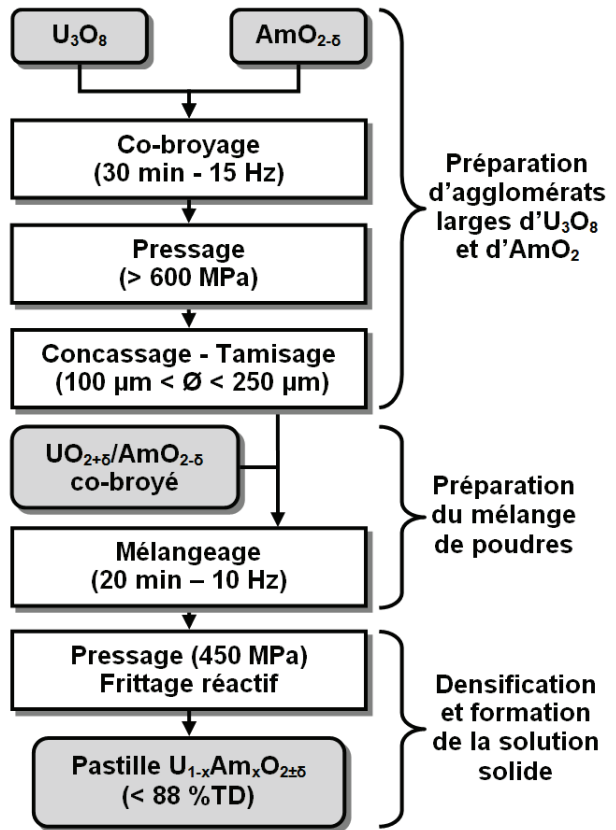 U₃O₈
AmO₂₋δ
Co-broyage
(30 min - 15 Hz)
Pressage
(> 600 MPa)
Concassage - Tamisage
(100 µm < Ø < 250 µm)
Préparation
d’agglomérats
larges d’U₃O₈
et d’AmO₂
UO₂₊δ/AmO₂₋δ
co-broyé
Mélangeage
(20 min – 10 Hz)
Préparation
du mélange
de poudres
Pressage (450 MPa)
Frittage réactif
Pastille U₁₋ₓAmₓO₂±δ
(< 88 %TD)
Densification
et formation
de la solution
solide